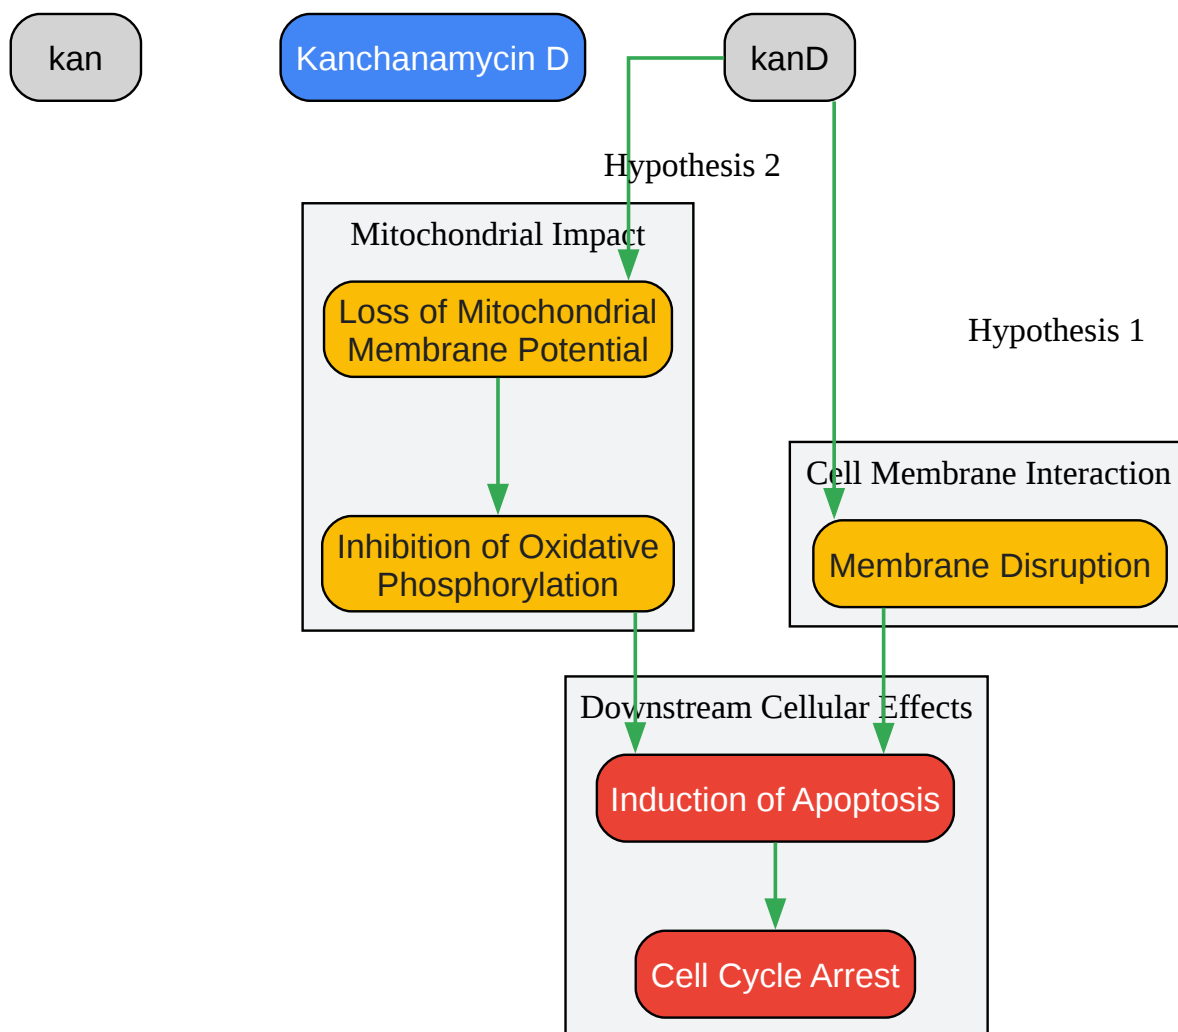 kan
Kanchanamycin D
kanD
Hypothesis 2
Mitochondrial Impact
Loss of Mitochondrial
Membrane Potential
Hypothesis 1
Cell Membrane Interaction
Inhibition of Oxidative
Phosphorylation
Membrane Disruption
Downstream Cellular Effects
Induction of Apoptosis
Cell Cycle Arrest